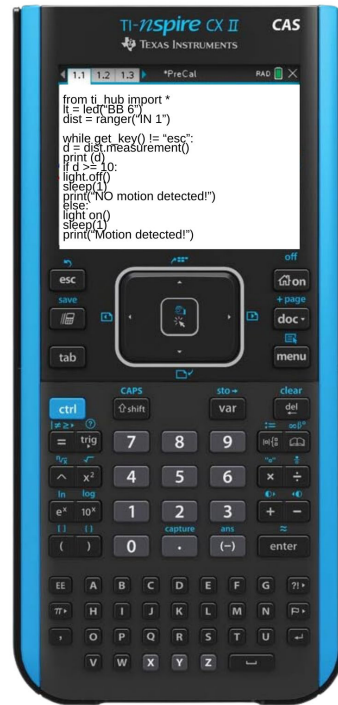 TI-nspire CX II CAS
TEXAS INSTRUMENTS
1.1 1.2 1.3 *PreCal RAD
from ti_hub import *
lt = led("BB 6")
dist = ranger("IN 1")
while get_key() != “esc”:
d = dist.measurement()
print (d)
if d >= 10:
light.off()
sleep(1)
print("NO motion detected!")
else:
light on()
sleep(1)
print("Motion detected!")
off
esc on
save + page
doc
tab menu
CAPS sto→ clear
ctrl shift var del
|≠≥▸ ? := ∞β°
= trig 7 8 9
ⁿ√x √ "n"
^ x² 4 5 6 × ÷
ln log
eˣ 10ˣ 1 2 3 + −
[ ] { } capture ans ≈
( ) 0 . (−) enter
EE A B C D E F G ?!▸
π▸ H I J K L M N
, O P Q R S T U ↵
V W X Y Z